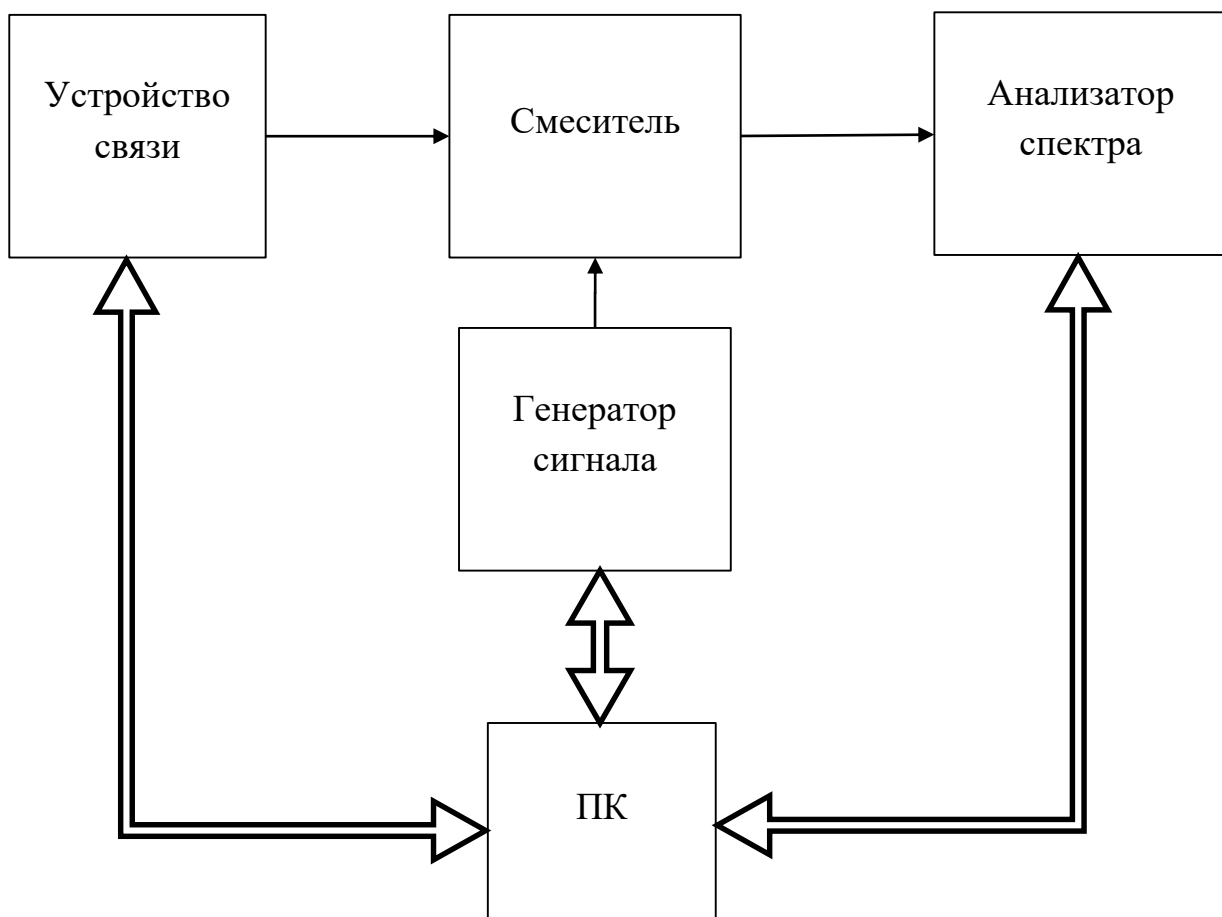 Устройство
связи
Смеситель
Анализатор
спектра
Генератор
сигнала
ПК